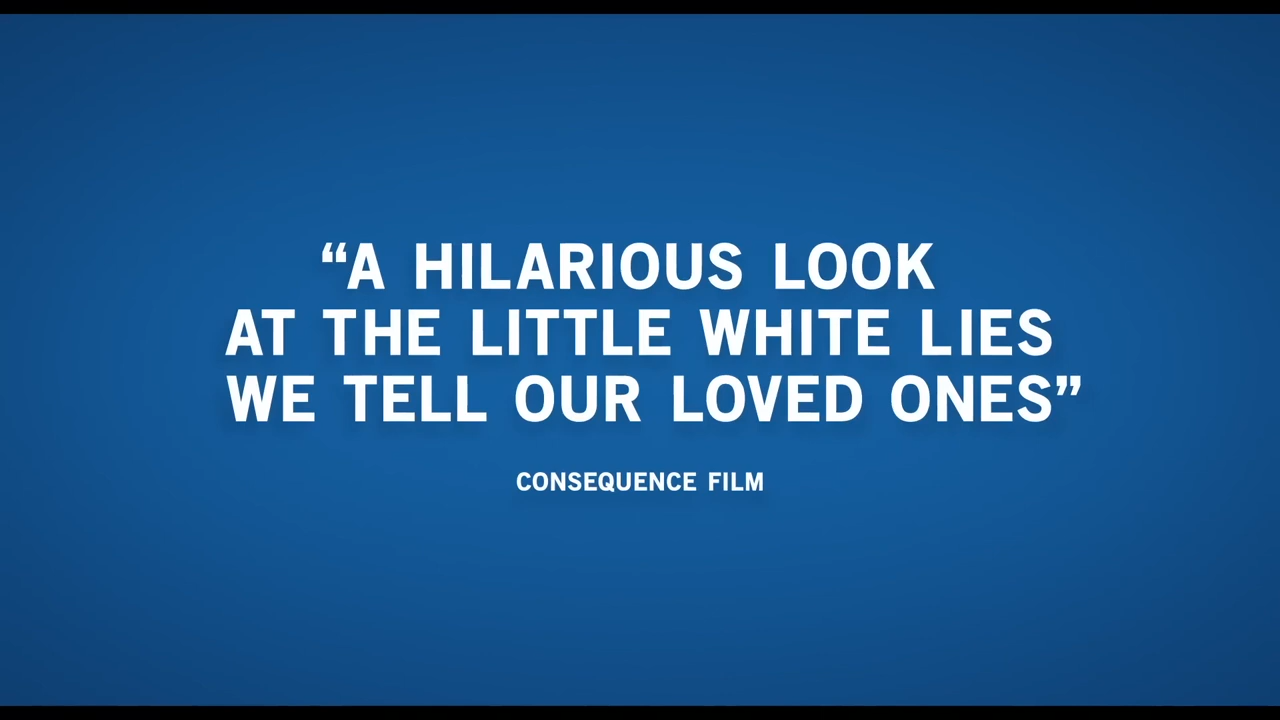 “A HILARIOUS LOOK
AT THE LITTLE WHITE LIES
WE TELL OUR LOVED ONES”
CONSEQUENCE FILM